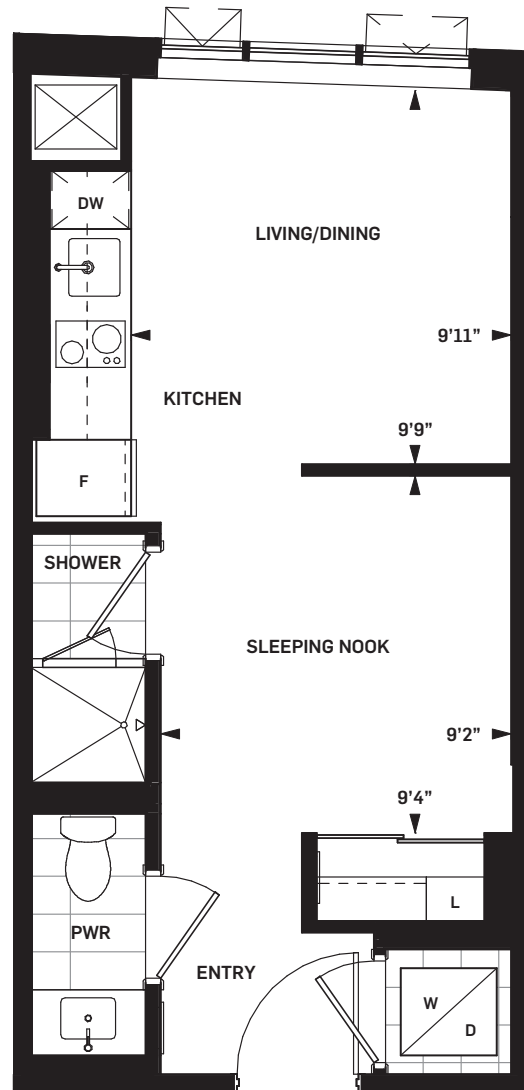 DW
LIVING/DINING
9’11”
KITCHEN
9’9”
F
SHOWER
SLEEPING NOOK
9’2”
9’4”
L
PWR
ENTRY
W
D